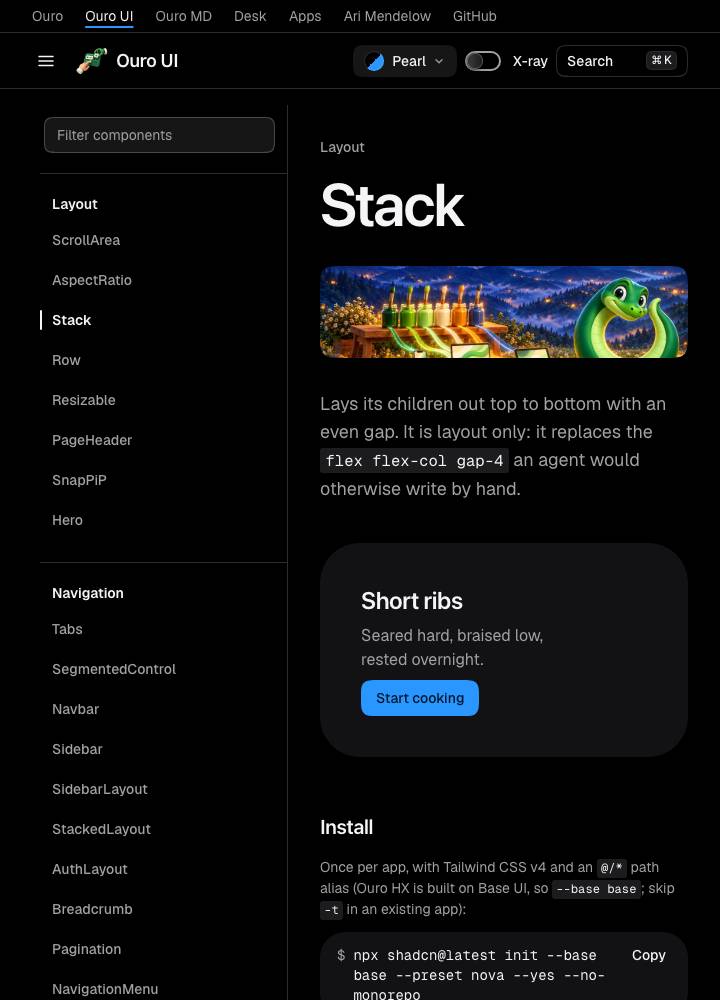 Ouro Ouro UI Ouro MD Desk Apps Ari Mendelow GitHub
Ouro UI Pearl X-ray Search ⌘ K
Filter components
Layout
ScrollArea
AspectRatio
Stack
Row
Resizable
PageHeader
SnapPiP
Hero
Navigation
Tabs
SegmentedControl
Navbar
Sidebar
SidebarLayout
StackedLayout
AuthLayout
Breadcrumb
Pagination
NavigationMenu
Layout
Stack
Lays its children out top to bottom with an
even gap. It is layout only: it replaces the
flex flex-col gap-4 an agent would
otherwise write by hand.
Short ribs
Seared hard, braised low,
rested overnight.
Start cooking
Install
Once per app, with Tailwind CSS v4 and an @/* path
alias (Ouro HX is built on Base UI, so --base base; skip
-t in an existing app):
$ npx shadcn@latest init --base Copy
base --preset nova --yes --no-
monorepo